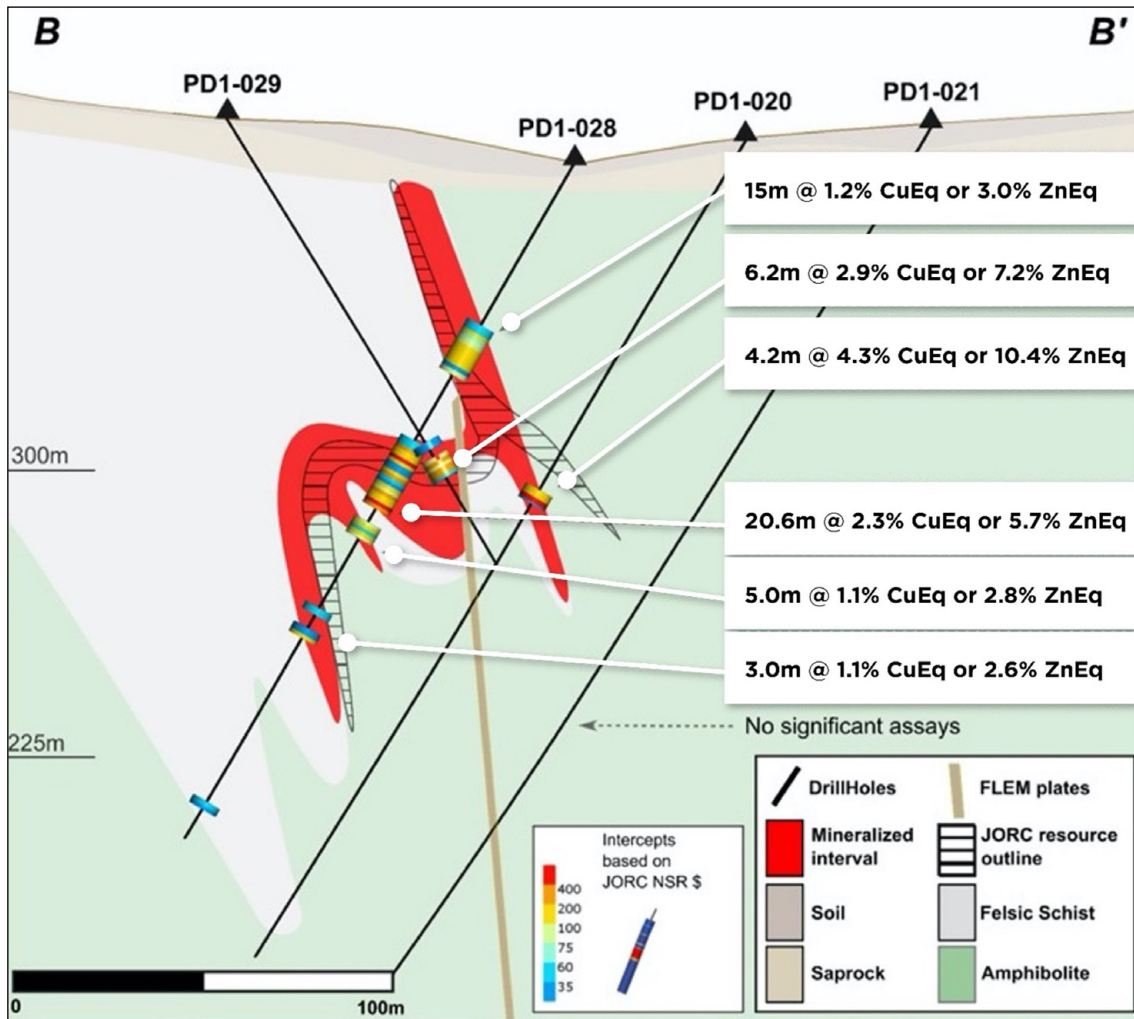 B
B'
PD1-029
PD1-028
PD1-020
PD1-021
15m @ 1.2% CuEq or 3.0% ZnEq
6.2m @ 2.9% CuEq or 7.2% ZnEq
4.2m @ 4.3% CuEq or 10.4% ZnEq
300m
20.6m @ 2.3% CuEq or 5.7% ZnEq
5.0m @ 1.1% CuEq or 2.8% ZnEq
3.0m @ 1.1% CuEq or 2.6% ZnEq
No significant assays
225m
DrillHoles
FLEM plates
Mineralized
interval
JORC resource
outline
Soil
Felsic Schist
Saprock
Amphibolite
Intercepts
based on
JORC NSR $
400
200
100
75
60
35
0
100m